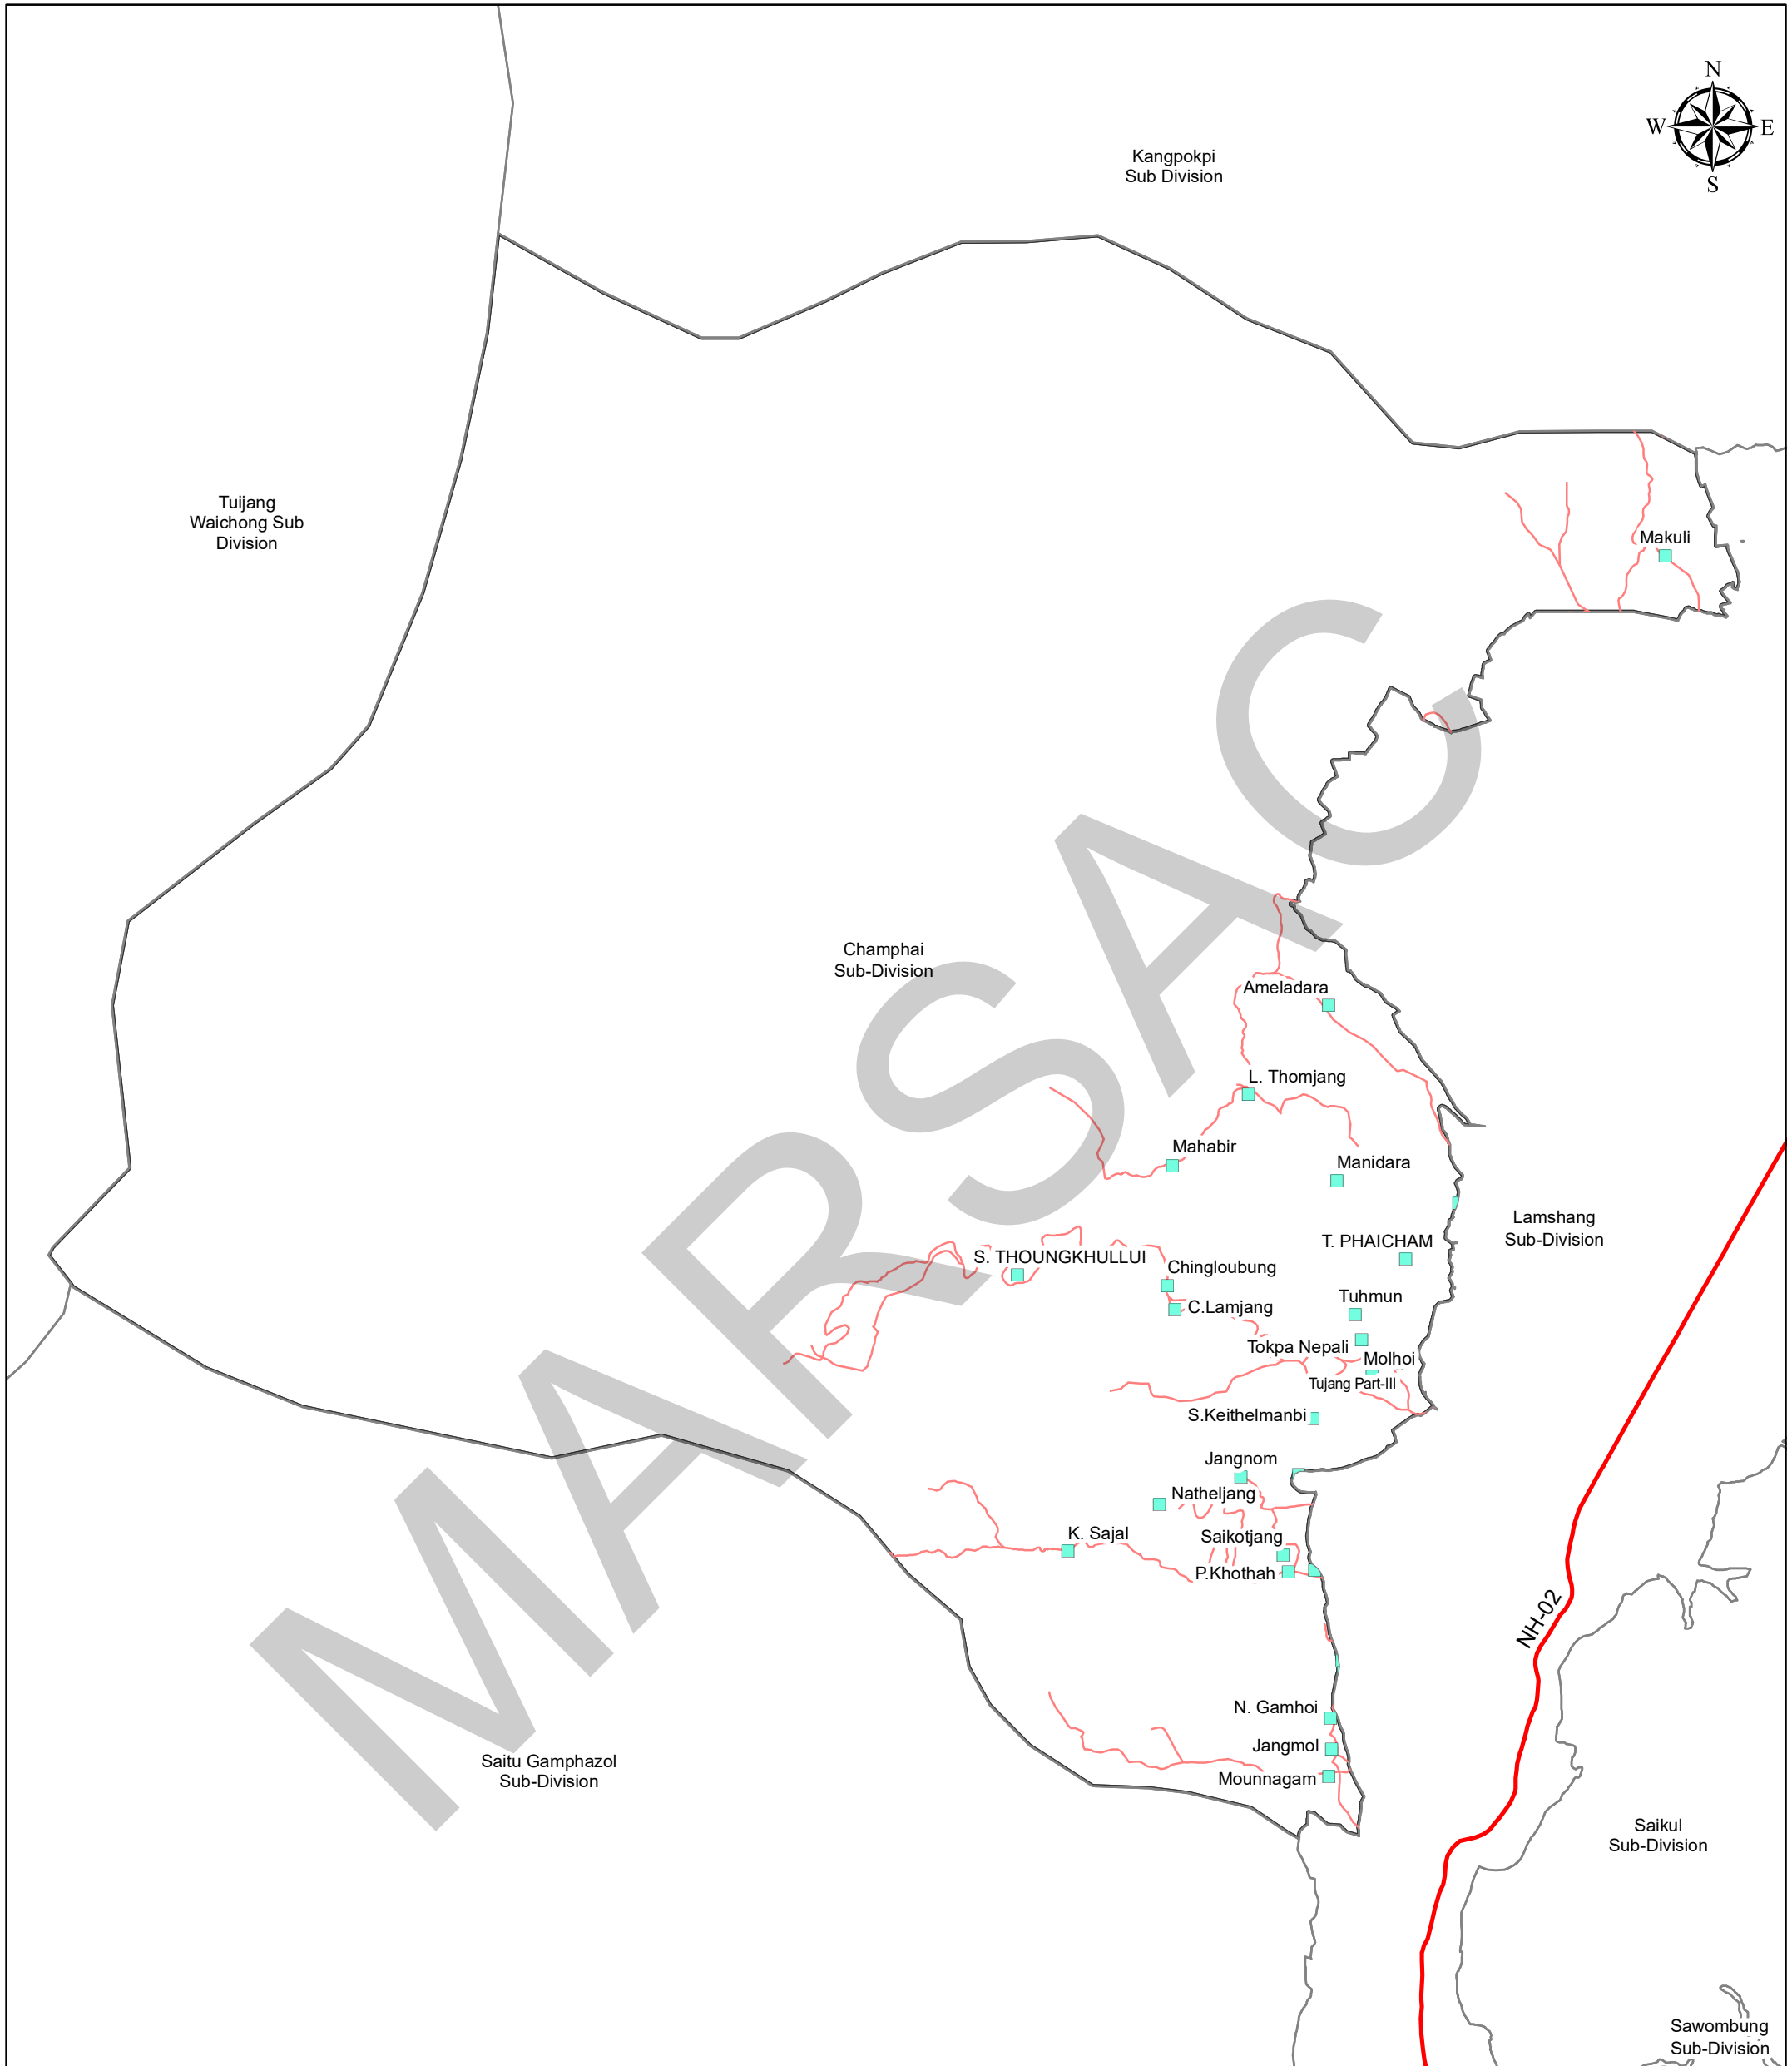 N
W
E
S
Kangpokpi
Sub Division
Tuijang
Waichong Sub
Division
Makuli
Champhai
Sub-Division
Ameladara
L. Thomjang
Mahabir
Manidara
Lamshang
Sub-Division
T. PHAICHAM
S. THOUNGKHULLUI
Chingloubung
Tuhmun
C.Lamjang
Tokpa Nepali
Molhoi
Tujang Part-III
S.Keithelmanbi
Jangnom
Natheljang
K. Sajal
Saikotjang
P.Khothah
NH-02
N. Gamhoi
Jangmol
Mounnagam
Saitu Gamphazol
Sub-Division
Saikul
Sub-Division
Sawombung
Sub-Division
MARSAC